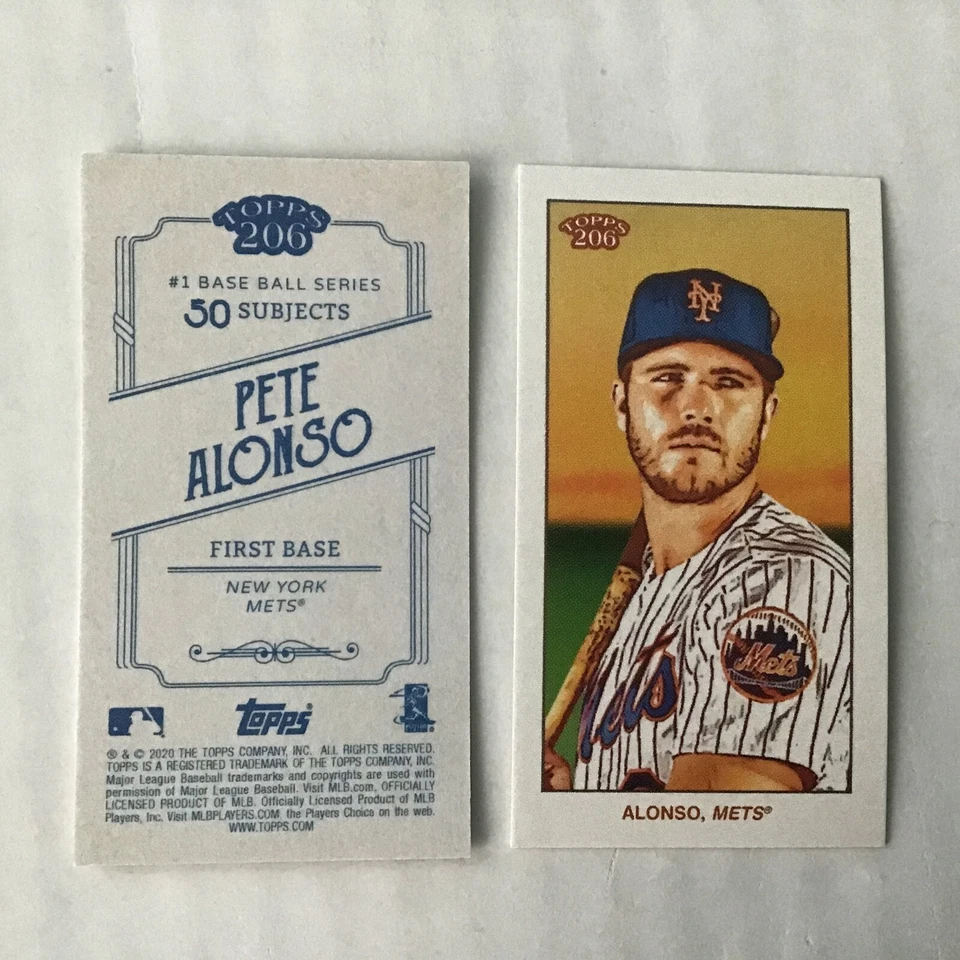 TOPPS
206
#1 BASE BALL SERIES
50 SUBJECTS
PETE
ALONSO
FIRST BASE
NEW YORK
METS®
topps
® & © 2020 THE TOPPS COMPANY, INC. ALL RIGHTS RESERVED.
TOPPS IS A REGISTERED TRADEMARK OF THE TOPPS COMPANY, INC.
Major League Baseball trademarks and copyrights are used with
permission of Major League Baseball. Visit MLB.com, OFFICIALLY
LICENSED PRODUCT OF MLB. Officially Licensed Product of MLB
Players, Inc. Visit MLBPLAYERS.COM the Players Choice on the web.
WWW.TOPPS.COM
TOPPS
206
NY
Mets
Mets
ALONSO, METS®